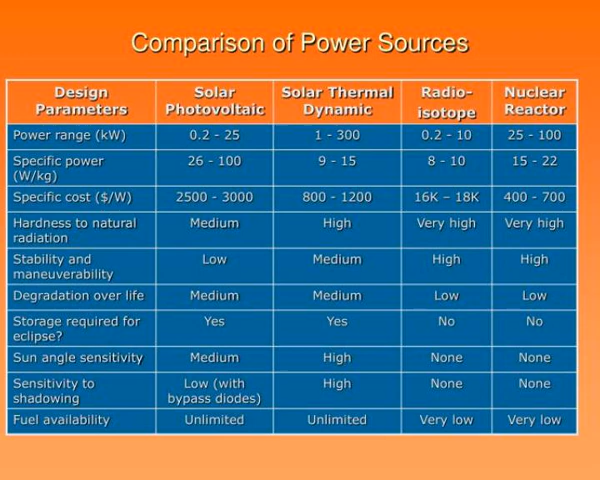 Comparison of Power Sources
Design Parameters Solar Photovoltaic Solar Thermal Dynamic Radio-isotope Nuclear Reactor
Power range (kW) 0.2 - 25 1 - 300 0.2 - 10 25 - 100
Specific power (W/kg) 26 - 100 9 - 15 8 - 10 15 - 22
Specific cost ($/W) 2500 - 3000 800 - 1200 16K – 18K 400 - 700
Hardness to natural radiation Medium High Very high Very high
Stability and maneuverability Low Medium High High
Degradation over life Medium Medium Low Low
Storage required for eclipse? Yes Yes No No
Sun angle sensitivity Medium High None None
Sensitivity to shadowing Low (with bypass diodes) High None None
Fuel availability Unlimited Unlimited Very low Very low